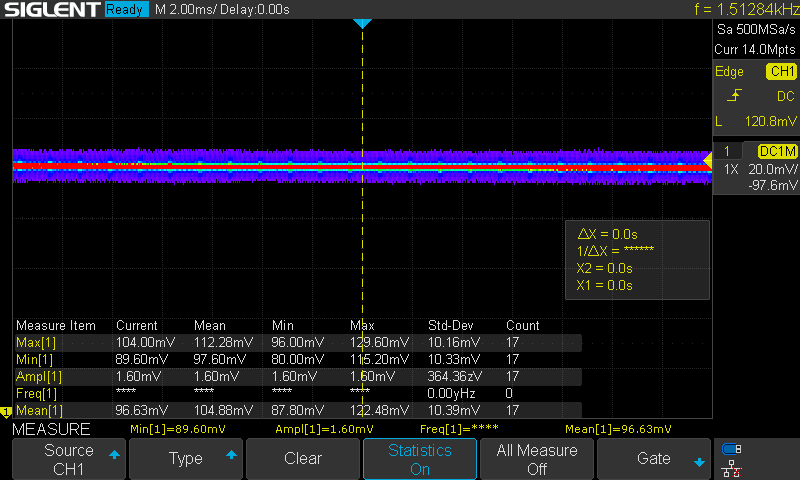 SIGLENT Ready M 2.00ms/ Delay:0.00s f = 1.51284kHz
Sa 500MSa/s
Curr 14.0Mpts
Edge CH1
DC
L 120.8mV
1 DC1M
1X 20.0mV/
-97.6mV
ΔX = 0.0s
1/ΔX = ******
X2 = 0.0s
X1 = 0.0s
Measure Item Current Mean Min Max Std-Dev Count
Max[1] 104.00mV 112.28mV 96.00mV 129.60mV 10.16mV 17
Min[1] 89.60mV 97.60mV 80.00mV 115.20mV 10.33mV 17
Ampl[1] 1.60mV 1.60mV 1.60mV 1.60mV 364.36zV 17
Freq[1] **** **** **** **** 0.00yHz 0
Mean[1] 96.63mV 104.88mV 87.80mV 122.48mV 10.39mV 17
1
MEASURE Min[1]=89.60mV Ampl[1]=1.60mV Freq[1]=**** Mean[1]=96.63mV
Source CH1
Type
Clear
Statistics On
All Measure Off
Gate